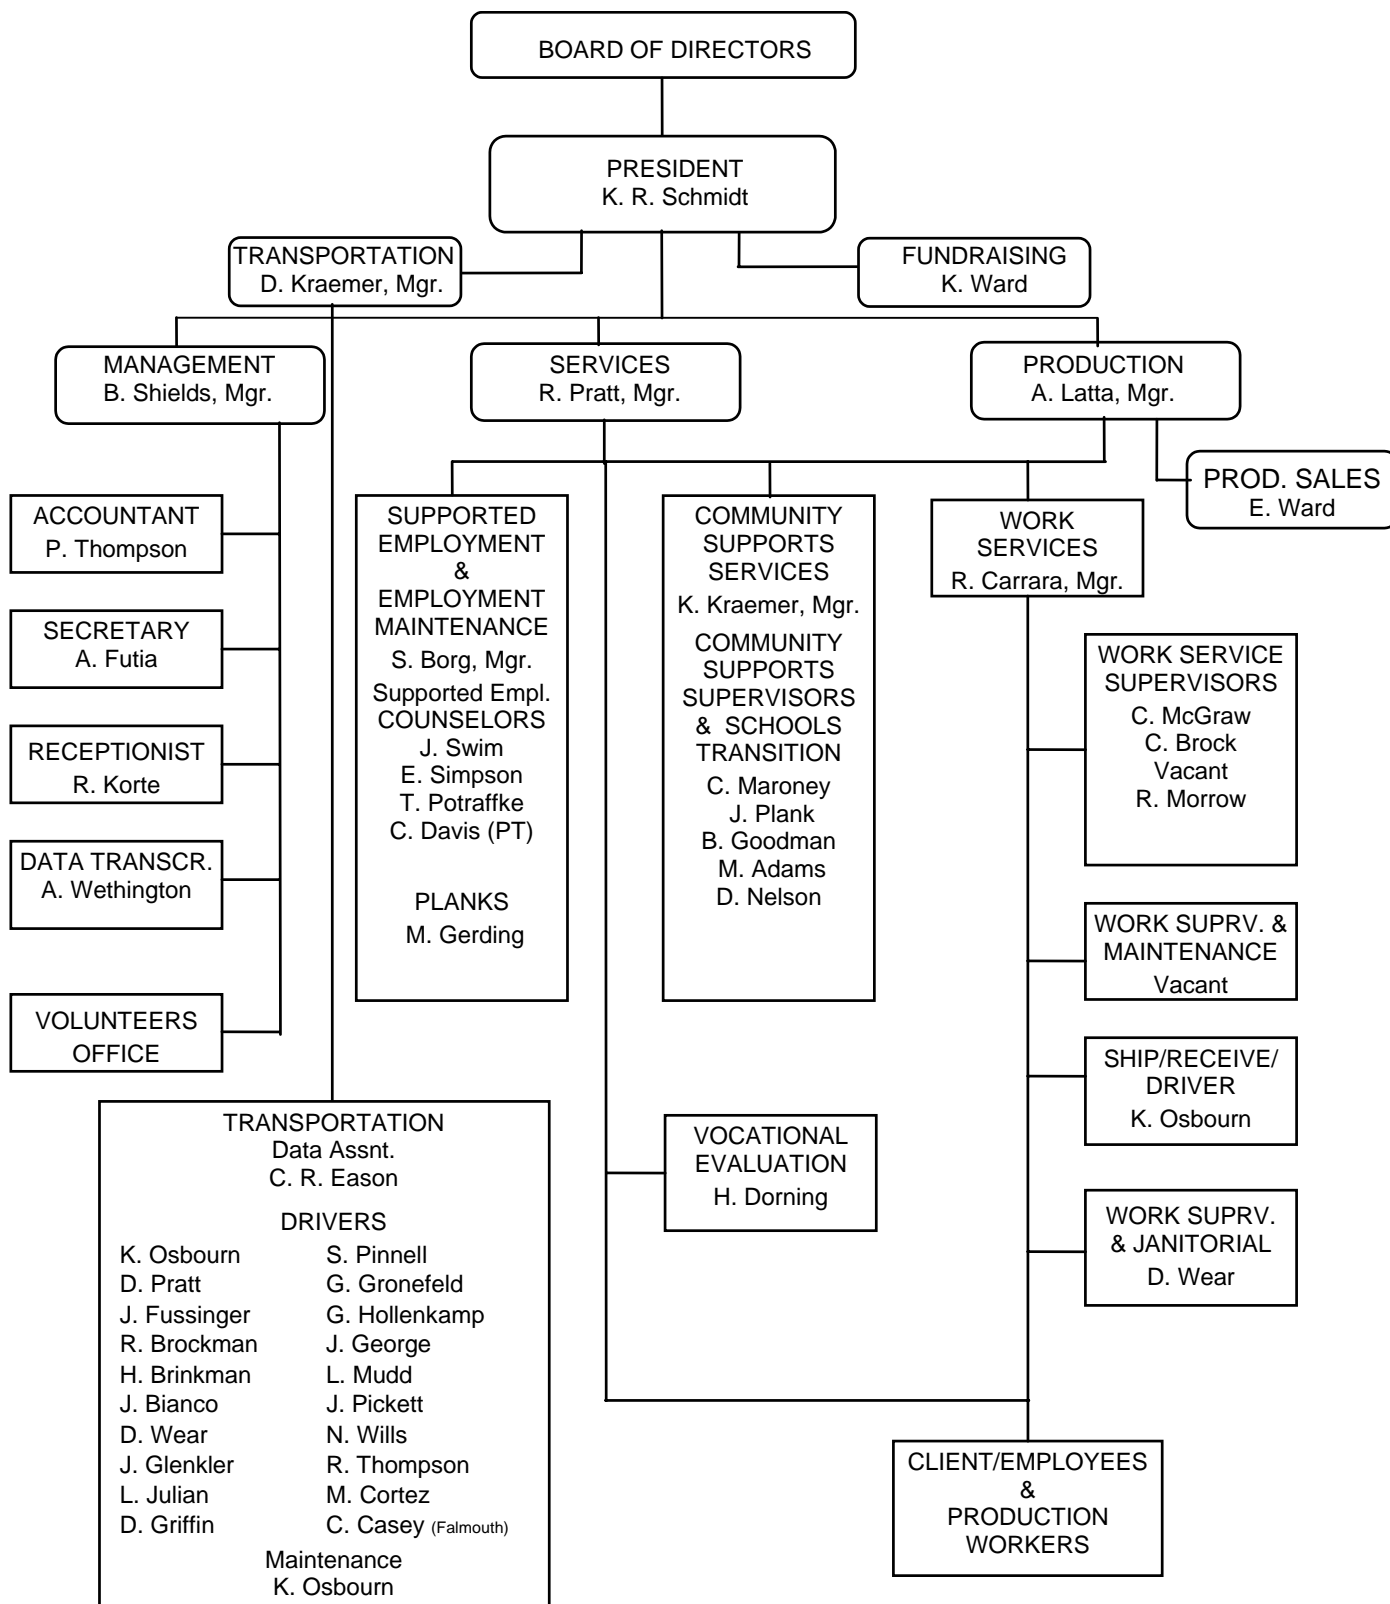 BOARD OF DIRECTORS
PRESIDENT
K. R. Schmidt
TRANSPORTATION
D. Kraemer, Mgr.
FUNDRAISING
K. Ward
MANAGEMENT
B. Shields, Mgr.
SERVICES
R. Pratt, Mgr.
PRODUCTION
A. Latta, Mgr.
PROD. SALES
E. Ward
ACCOUNTANT
P. Thompson
SECRETARY
A. Futia
RECEPTIONIST
R. Korte
DATA TRANSCR.
A. Wethington
VOLUNTEERS
OFFICE
SUPPORTED
EMPLOYMENT
&
EMPLOYMENT
MAINTENANCE
S. Borg, Mgr.
Supported Empl.
COUNSELORS
J. Swim
E. Simpson
T. Potraffke
C. Davis (PT)
PLANKS
M. Gerding
COMMUNITY
SUPPORTS
SERVICES
K. Kraemer, Mgr.
COMMUNITY
SUPPORTS
SUPERVISORS
& SCHOOLS
TRANSITION
C. Maroney
J. Plank
B. Goodman
M. Adams
D. Nelson
WORK
SERVICES
R. Carrara, Mgr.
WORK SERVICE
SUPERVISORS
C. McGraw
C. Brock
Vacant
R. Morrow
WORK SUPRV. &
MAINTENANCE
Vacant
SHIP/RECEIVE/
DRIVER
K. Osbourn
WORK SUPRV.
& JANITORIAL
D. Wear
VOCATIONAL
EVALUATION
H. Dorning
TRANSPORTATION
Data Assnt.
C. R. Eason
DRIVERS
K. Osbourn
D. Pratt
J. Fussinger
R. Brockman
H. Brinkman
J. Bianco
D. Wear
J. Glenkler
L. Julian
D. Griffin
S. Pinnell
G. Gronefeld
G. Hollenkamp
J. George
L. Mudd
J. Pickett
N. Wills
R. Thompson
M. Cortez
C. Casey (Falmouth)
Maintenance
K. Osbourn
CLIENT/EMPLOYEES
&
PRODUCTION
WORKERS